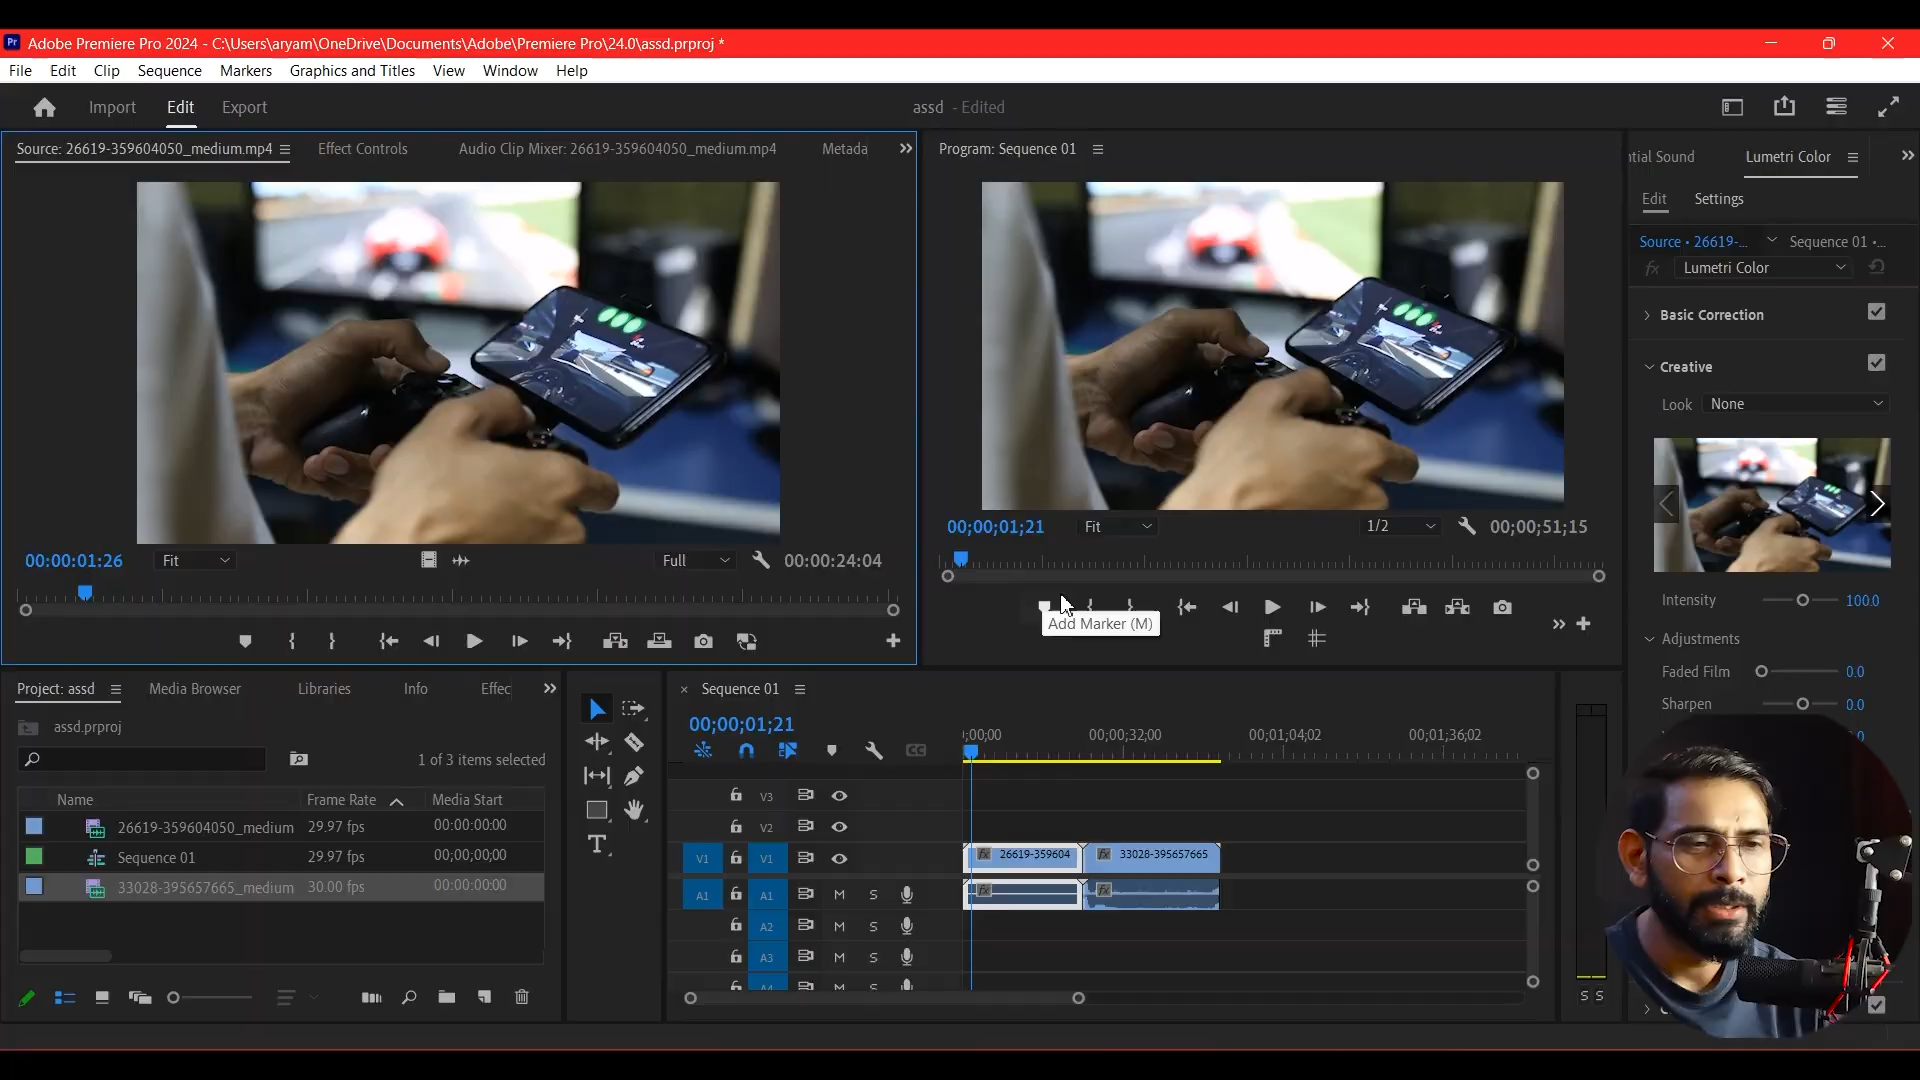 Pr Adobe Premiere Pro 2024 - C:\Users\aryam\OneDrive\Documents\Adobe\Premiere Pro\24.0\assd.prproj *
File Edit Clip Sequence Markers Graphics and Titles View Window Help
Import Edit Export assd - Edited
Source: 26619-359604050_medium.mp4 Effect Controls Audio Clip Mixer: 26619-359604050_medium.mp4 Metada
Program: Sequence 01
ntial Sound Lumetri Color
Edit Settings
Source • 26619-... Sequence 01 •...
fx Lumetri Color
Basic Correction
Creative
Look None
00:00:01:26 Fit Full 00:00:24:04
00;00;01;21 Fit 1/2 00;00;51;15
Add Marker (M)
Intensity 100.0
Adjustments
Faded Film 0.0
Sharpen 0.0
Project: assd Media Browser Libraries Info Effec
assd.prproj
1 of 3 items selected
Name Frame Rate Media Start
26619-359604050_medium 29.97 fps 00:00:00:00
Sequence 01 29.97 fps 00;00;00;00
33028-395657665_medium 30.00 fps 00:00:00:00
T
× Sequence 01
00;00;01;21
CC
;00;00 00;00;32;00 00;01;04;02 00;01;36;02
V3
V2
V1 V1 fx 26619-359604 fx 33028-395657665
A1 A1 M S fx fx
A2 M S
A3 M S
A4 M S
S S